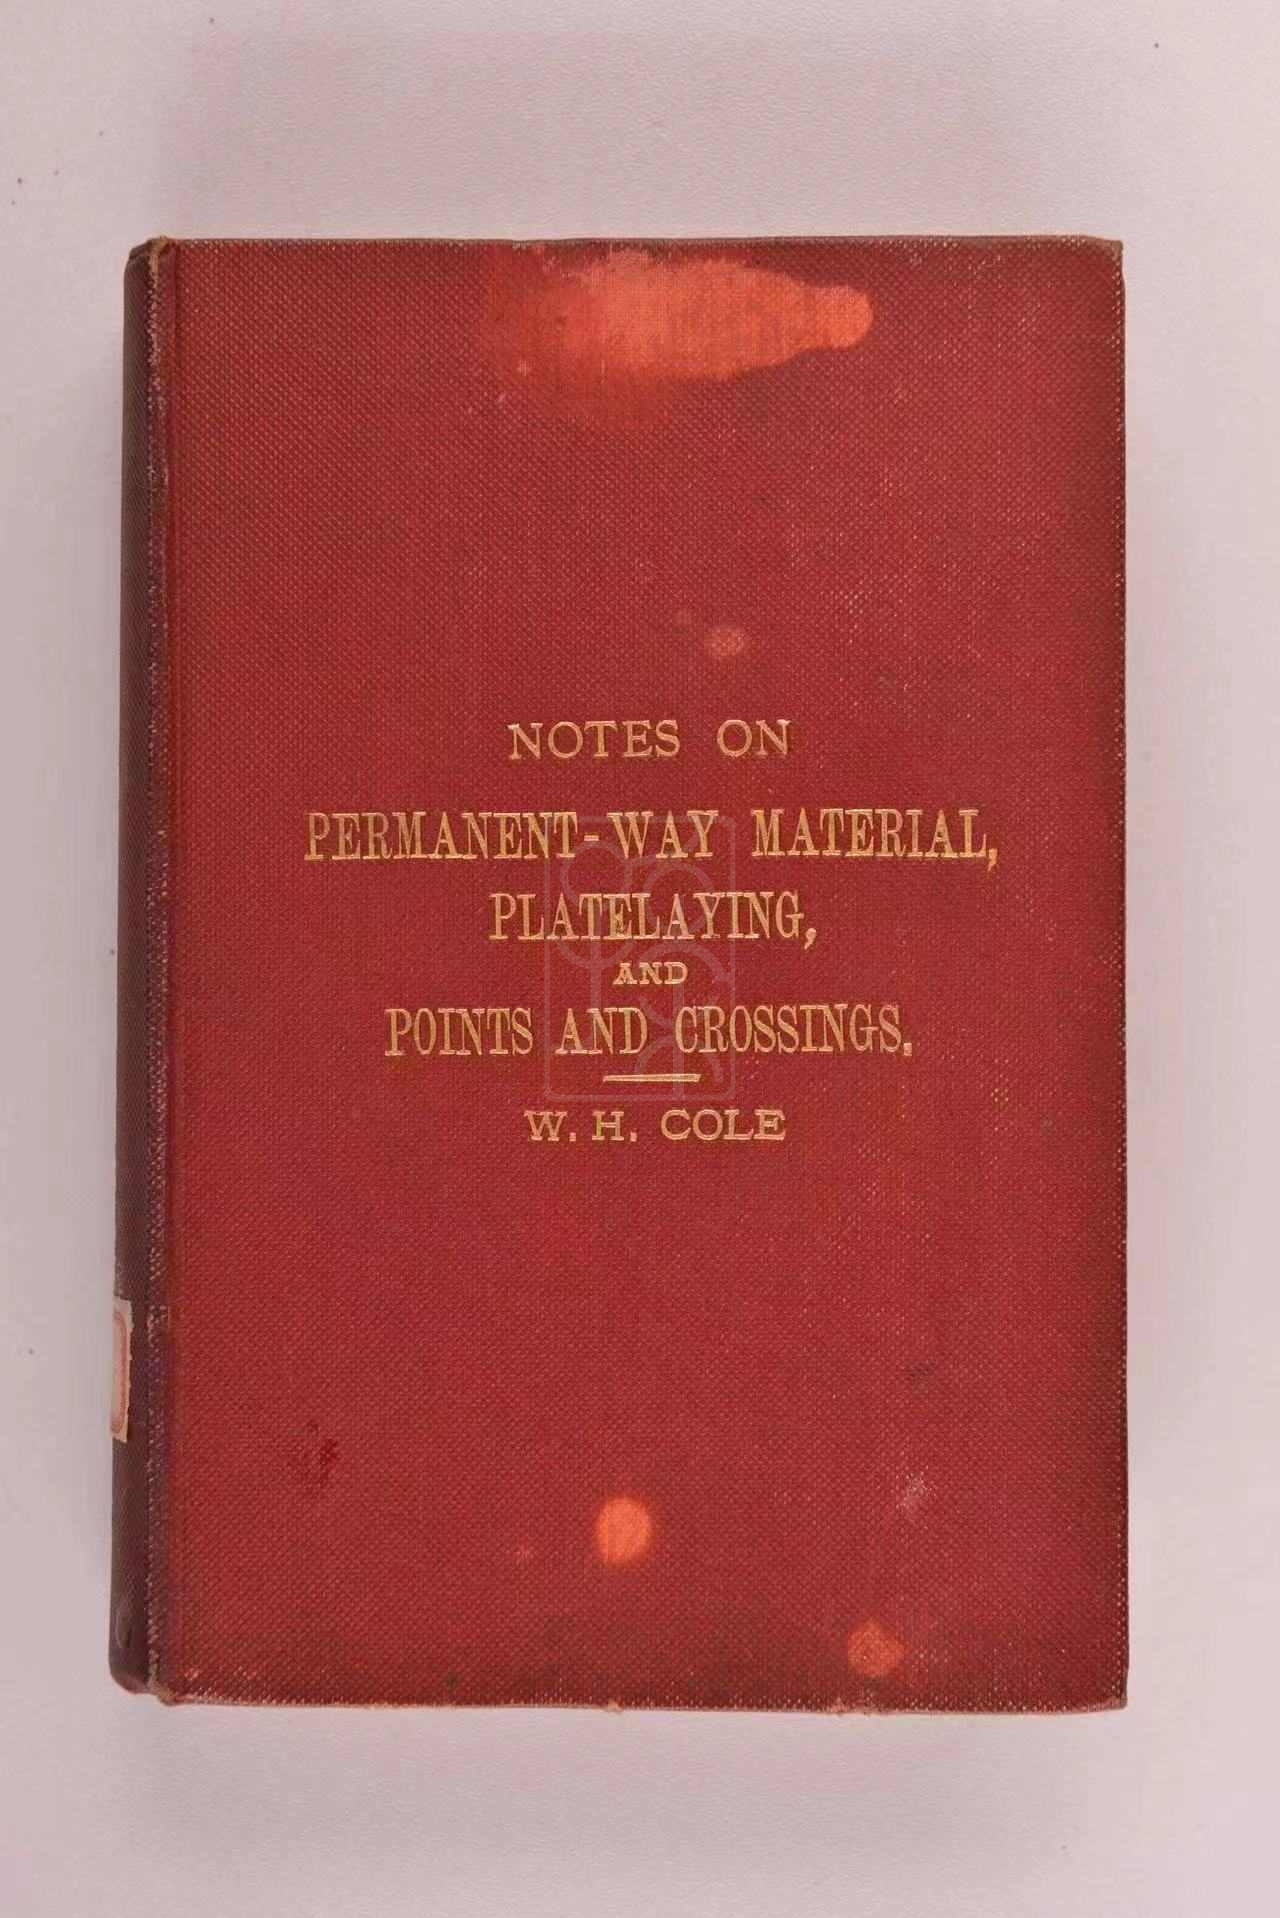 NOTES ON
PERMANENT-WAY MATERIAL,
PLATELAYING,
AND
POINTS AND CROSSINGS.
W. H. COLE